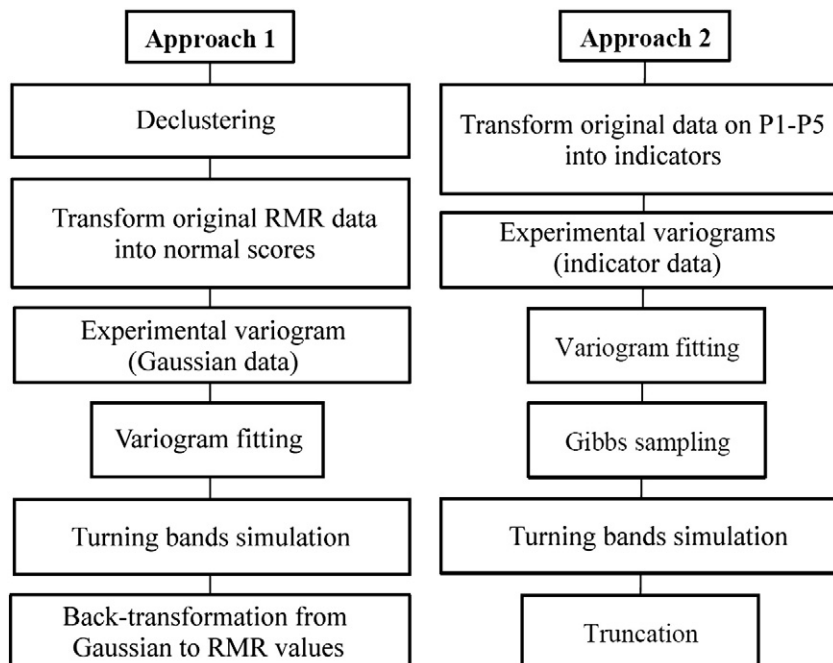 Approach 1
Declustering
Transform original RMR data
into normal scores
Experimental variogram
(Gaussian data)
Variogram fitting
Turning bands simulation
Back-transformation from
Gaussian to RMR values
Approach 2
Transform original data on P1-P5
into indicators
Experimental variograms
(indicator data)
Variogram fitting
Gibbs sampling
Turning bands simulation
Truncation